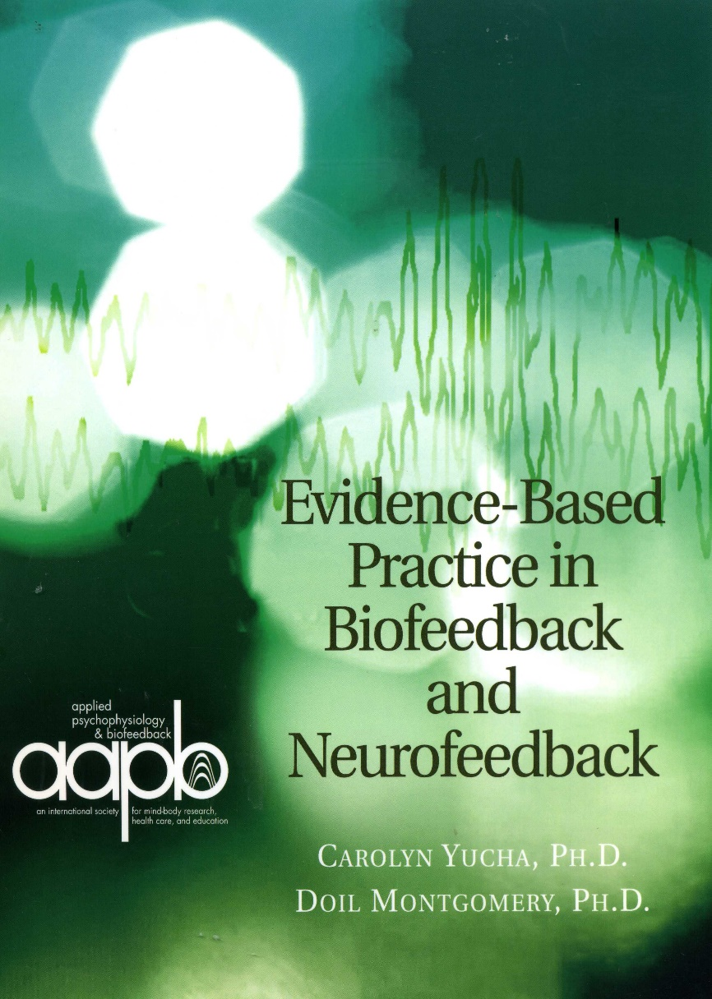 Evidence-Based
Practice in
Biofeedback
and
Neurofeedback
applied
psychophysiology
& biofeedback
aapb
an international society for mind-body research,
health care, and education
CAROLYN YUCHA, PH.D.
DOIL MONTGOMERY, PH.D.